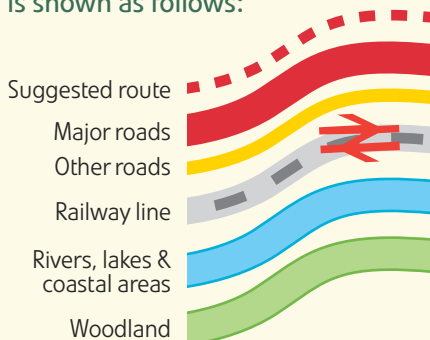 is shown as follows:
Suggested route
Major roads
Other roads
Railway line
Rivers, lakes &
coastal areas
Woodland